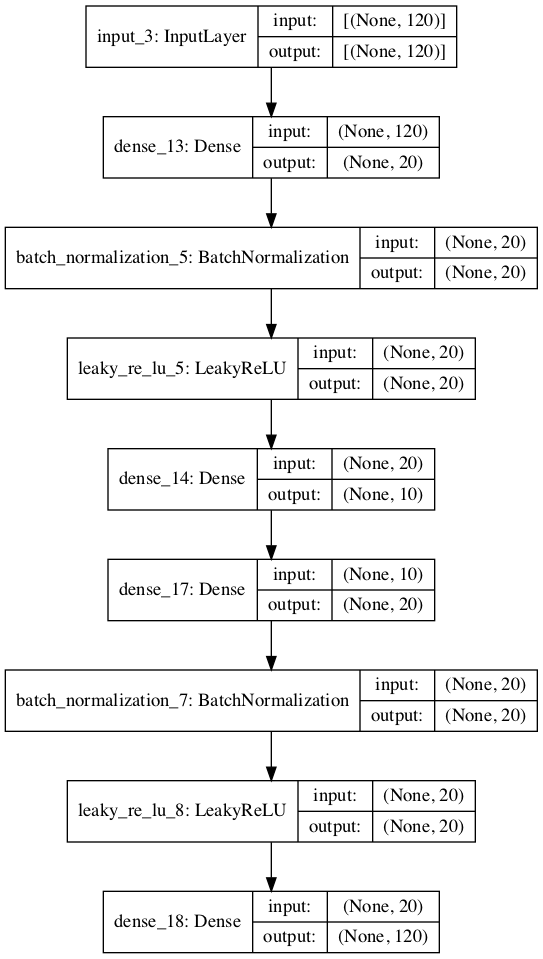 input_3: InputLayer
input: [(None, 120)]
output: [(None, 120)]
dense_13: Dense
input: (None, 120)
output: (None, 20)
batch_normalization_5: BatchNormalization
input: (None, 20)
output: (None, 20)
leaky_re_lu_5: LeakyReLU
input: (None, 20)
output: (None, 20)
dense_14: Dense
input: (None, 20)
output: (None, 10)
dense_17: Dense
input: (None, 10)
output: (None, 20)
batch_normalization_7: BatchNormalization
input: (None, 20)
output: (None, 20)
leaky_re_lu_8: LeakyReLU
input: (None, 20)
output: (None, 20)
dense_18: Dense
input: (None, 20)
output: (None, 120)